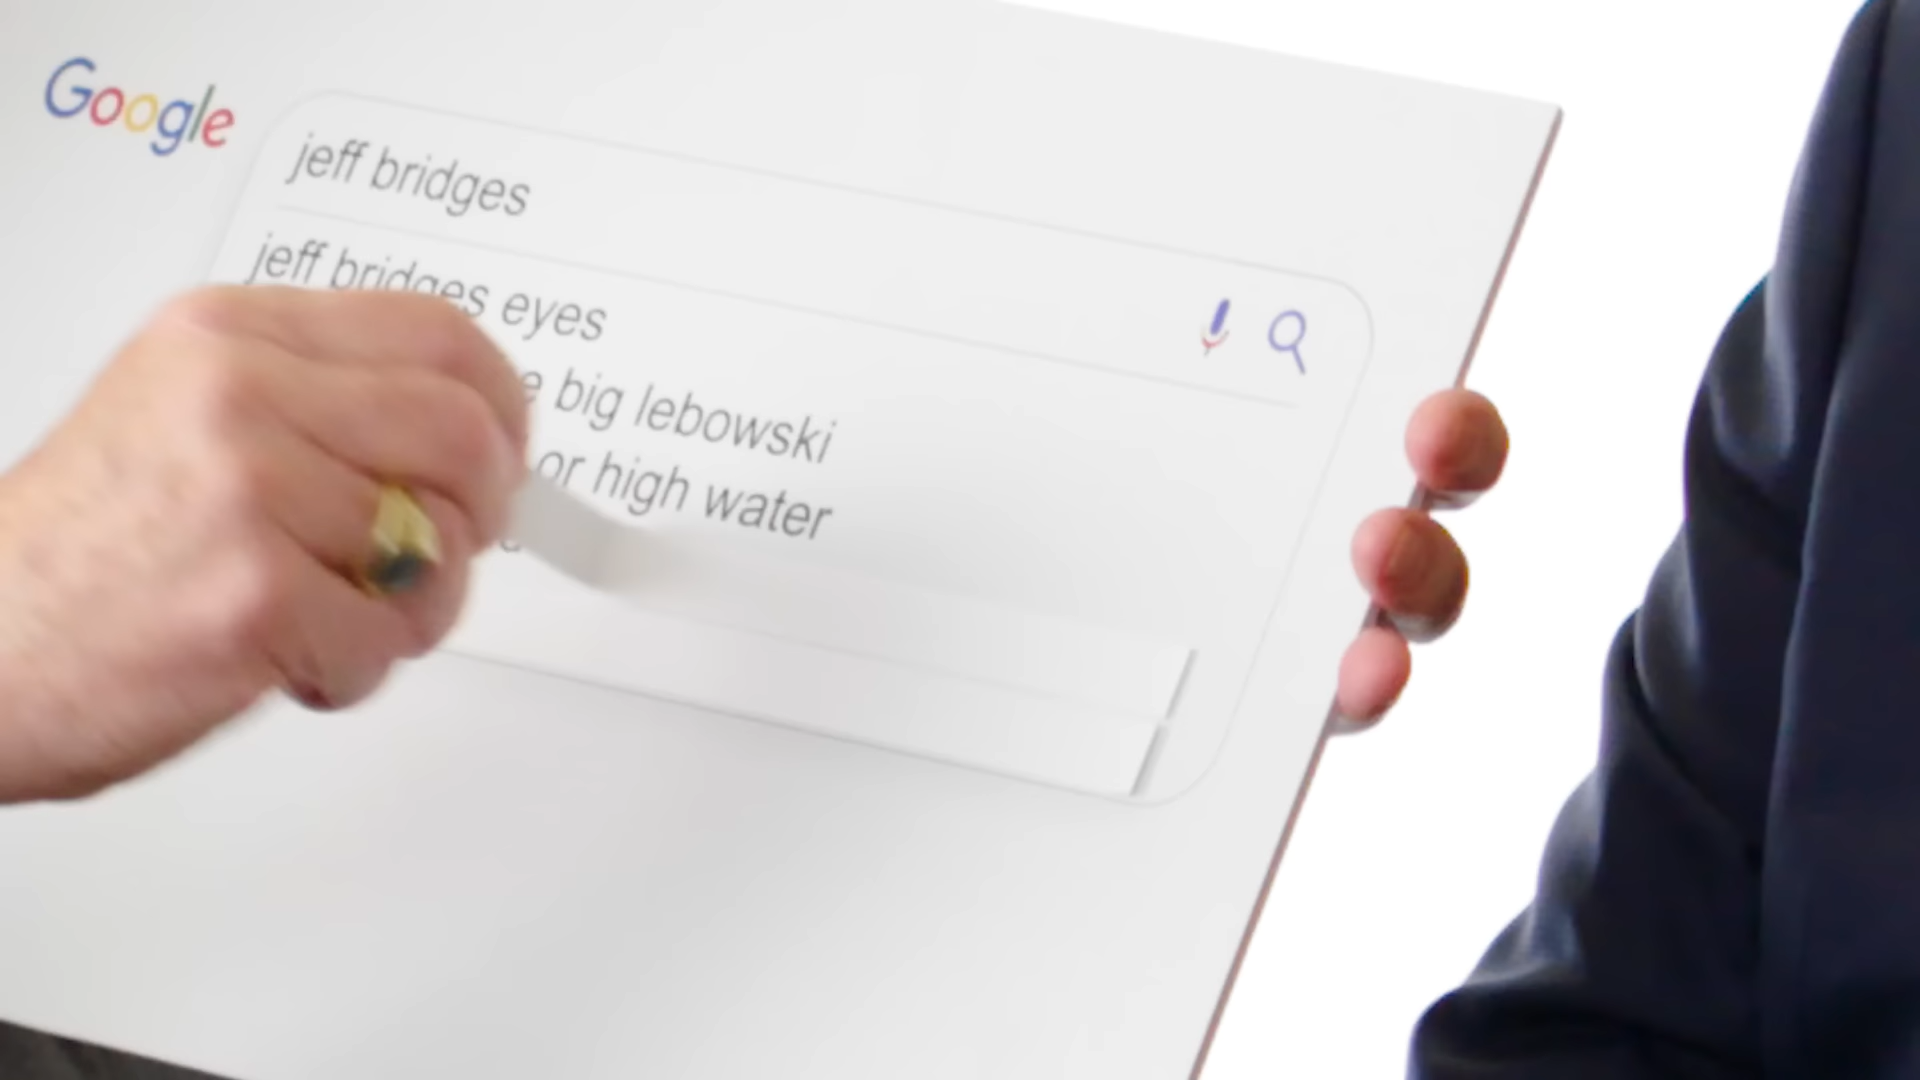 Google
jeff bridges
jeff bridges eyes
big lebowski
or high water